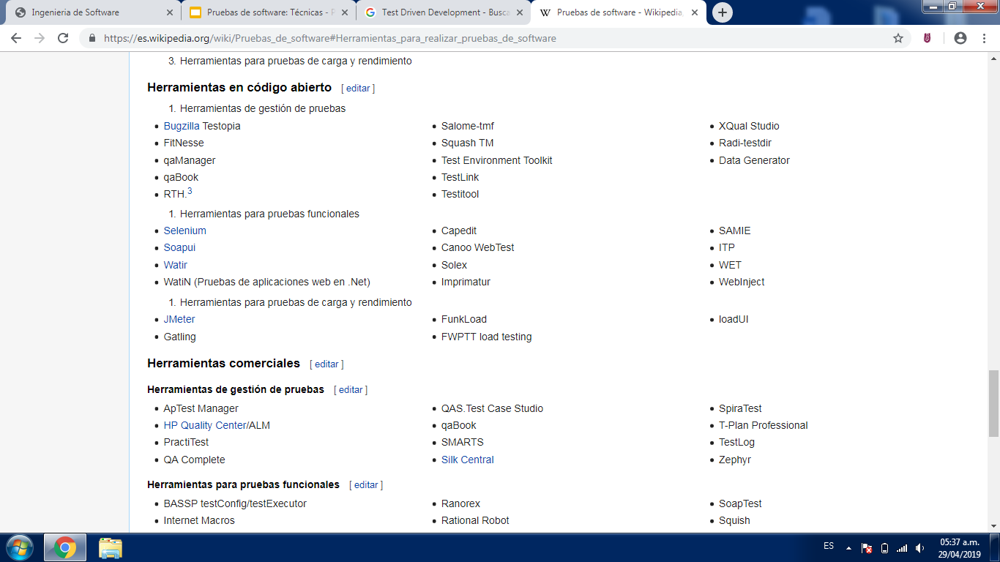 Ingenieria de Software
Pruebas de software: Técnicas - P
Test Driven Development - Busca
Pruebas de software - Wikipedia,
https://es.wikipedia.org/wiki/Pruebas_de_software#Herramientas_para_realizar_pruebas_de_software
3. Herramientas para pruebas de carga y rendimiento
Herramientas en código abierto [ editar ]
1. Herramientas de gestión de pruebas
Bugzilla Testopia
FitNesse
qaManager
qaBook
RTH.3
Salome-tmf
Squash TM
Test Environment Toolkit
TestLink
Testitool
XQual Studio
Radi-testdir
Data Generator
1. Herramientas para pruebas funcionales
Selenium
Soapui
Watir
WatiN (Pruebas de aplicaciones web en .Net)
Capedit
Canoo WebTest
Solex
Imprimatur
SAMIE
ITP
WET
WebInject
1. Herramientas para pruebas de carga y rendimiento
JMeter
Gatling
FunkLoad
FWPTT load testing
loadUI
Herramientas comerciales [ editar ]
Herramientas de gestión de pruebas [ editar ]
ApTest Manager
HP Quality Center/ALM
PractiTest
QA Complete
QAS.Test Case Studio
qaBook
SMARTS
Silk Central
SpiraTest
T-Plan Professional
TestLog
Zephyr
Herramientas para pruebas funcionales [ editar ]
BASSP testConfig/testExecutor
Internet Macros
Ranorex
Rational Robot
SoapTest
Squish
ES
05:37 a.m.
29/04/2019